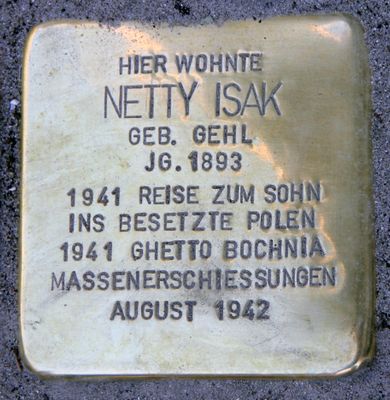 HIER WOHNTE
NETTY ISAK
GEB. GEHL
JG. 1893
1941 REISE ZUM SOHN
INS BESETZTE POLEN
1941 GHETTO BOCHNIA
MASSENERSCHIESSUNGEN
AUGUST 1942